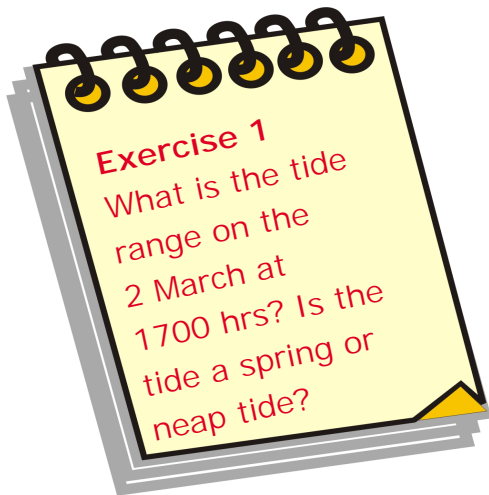 Exercise 1
What is the tide
range on the
2 March at
1700 hrs? Is the
tide a spring or
neap tide?